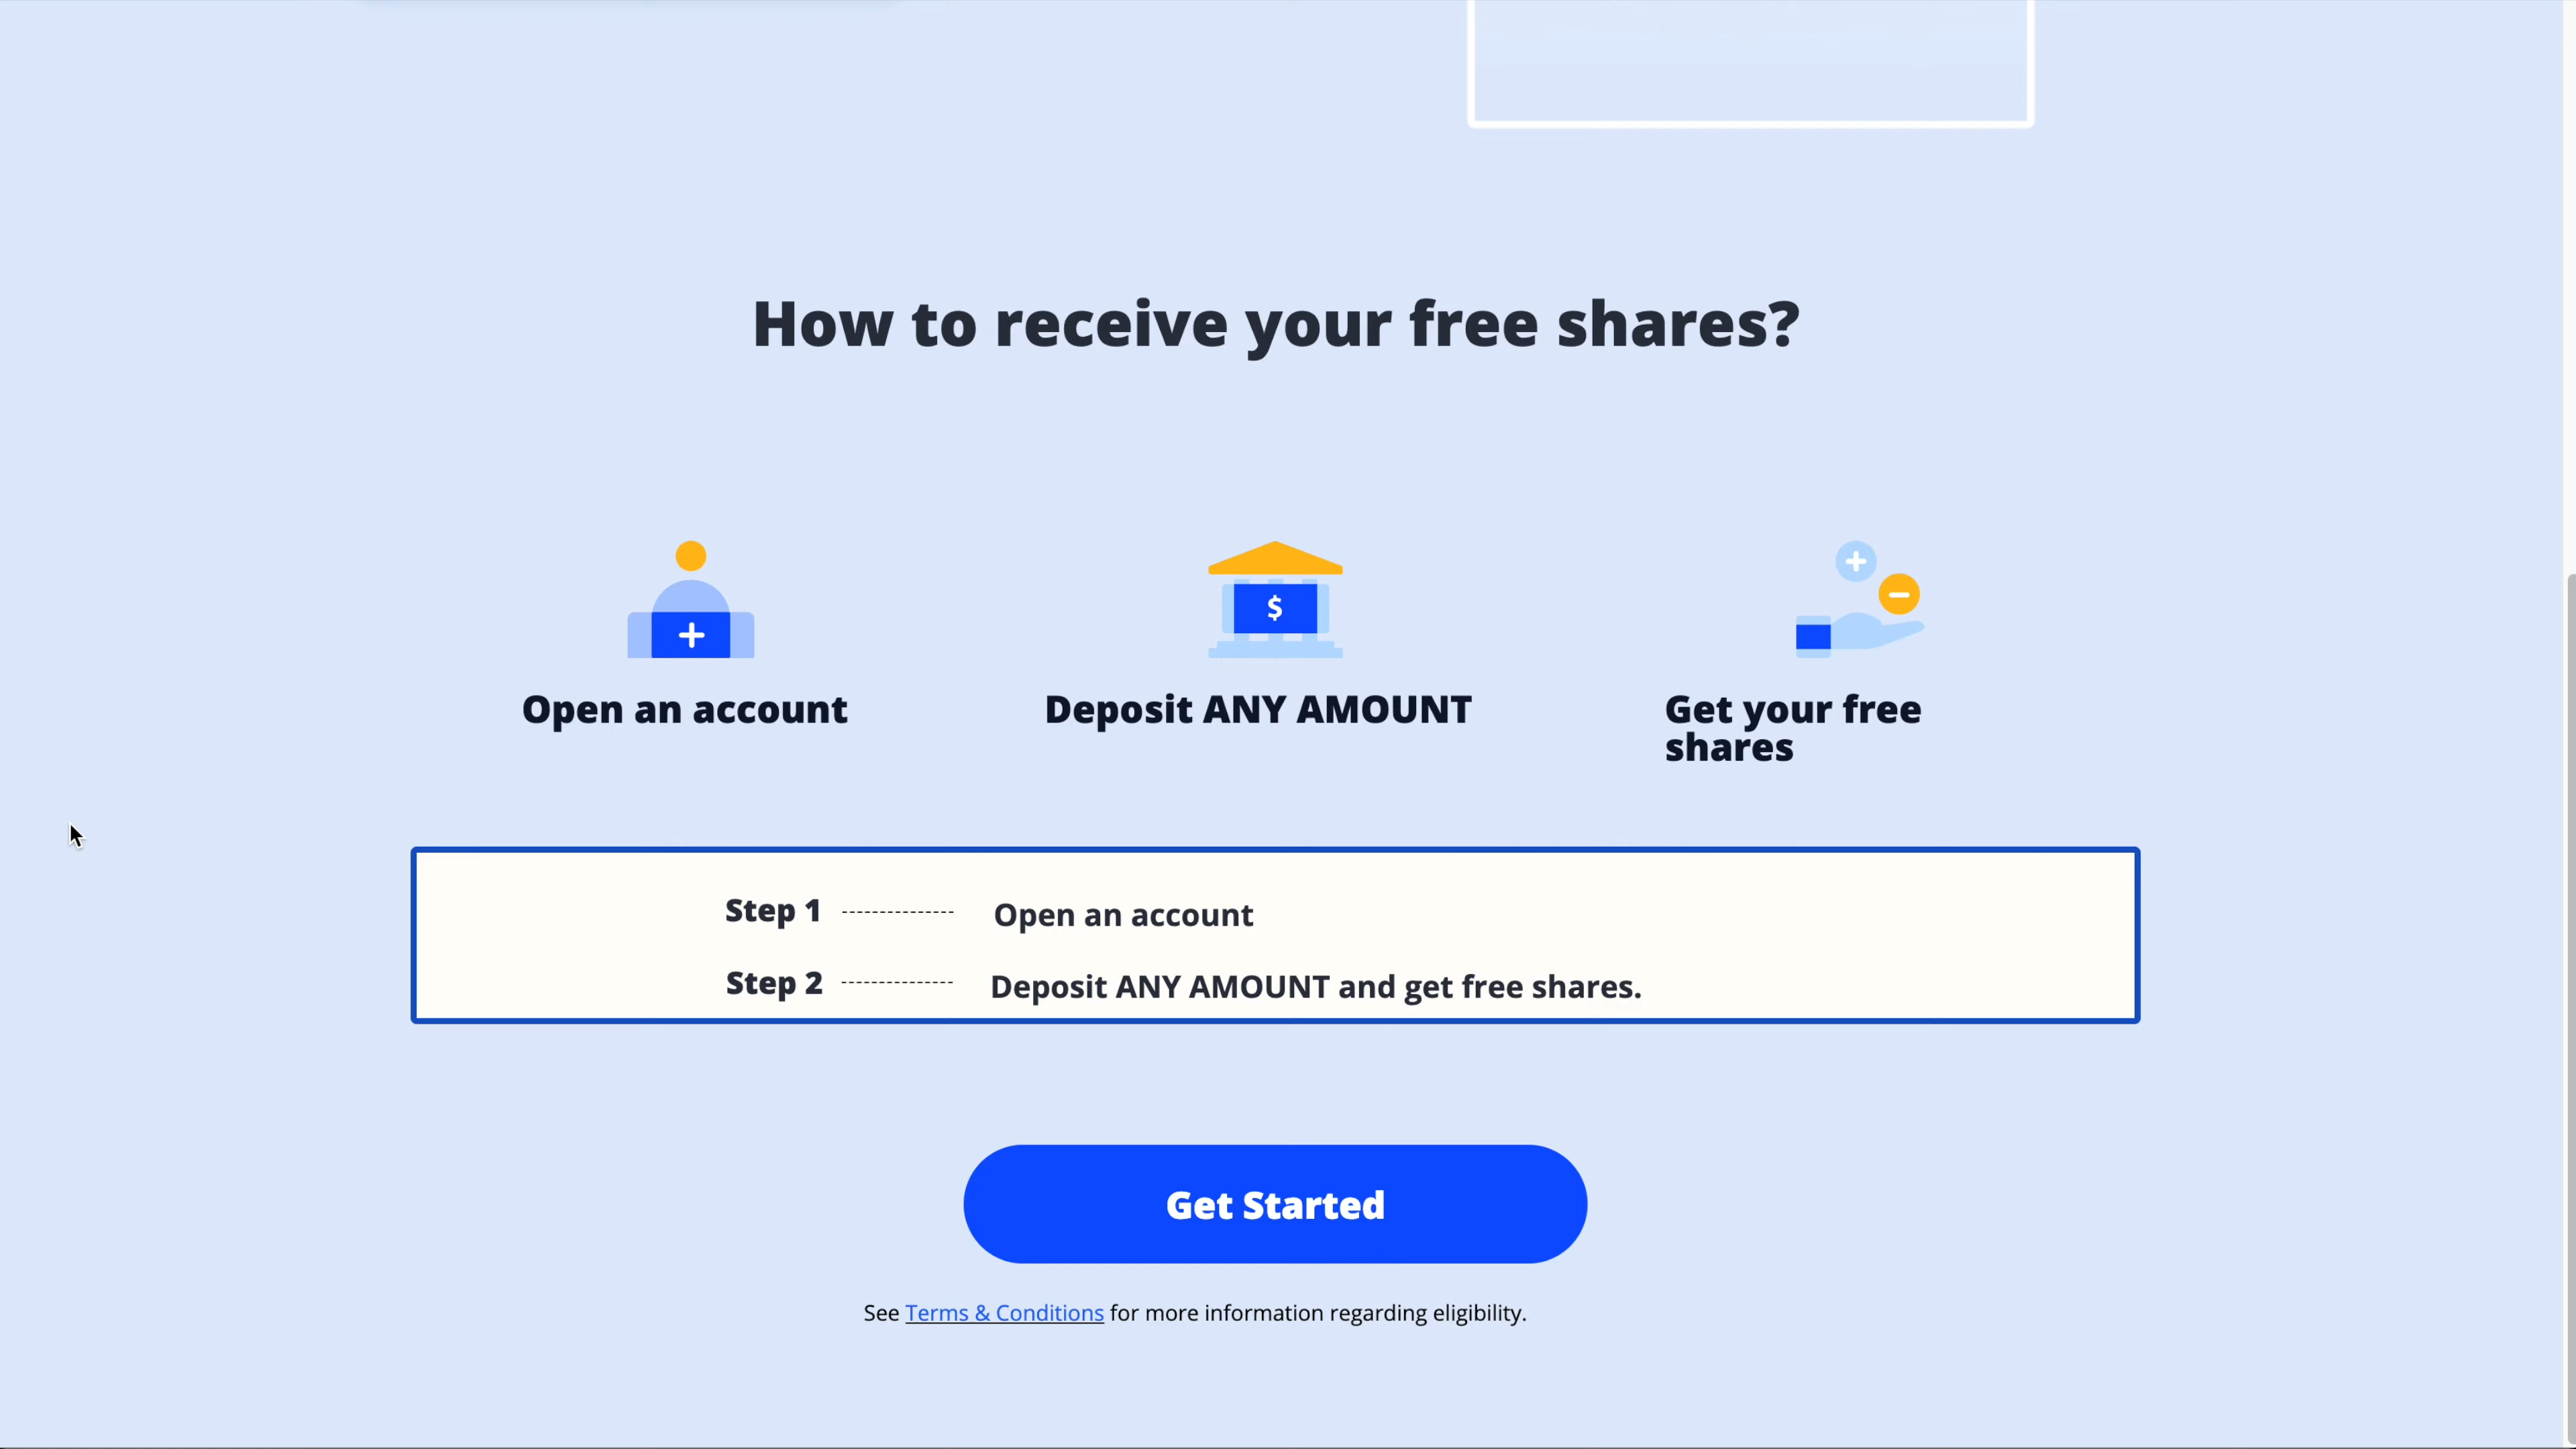 How to receive your free shares?
$
Open an account
Deposit ANY AMOUNT
Get your free
shares
Step 1 Open an account
Step 2 Deposit ANY AMOUNT and get free shares.
Get Started
See Terms & Conditions for more information regarding eligibility.